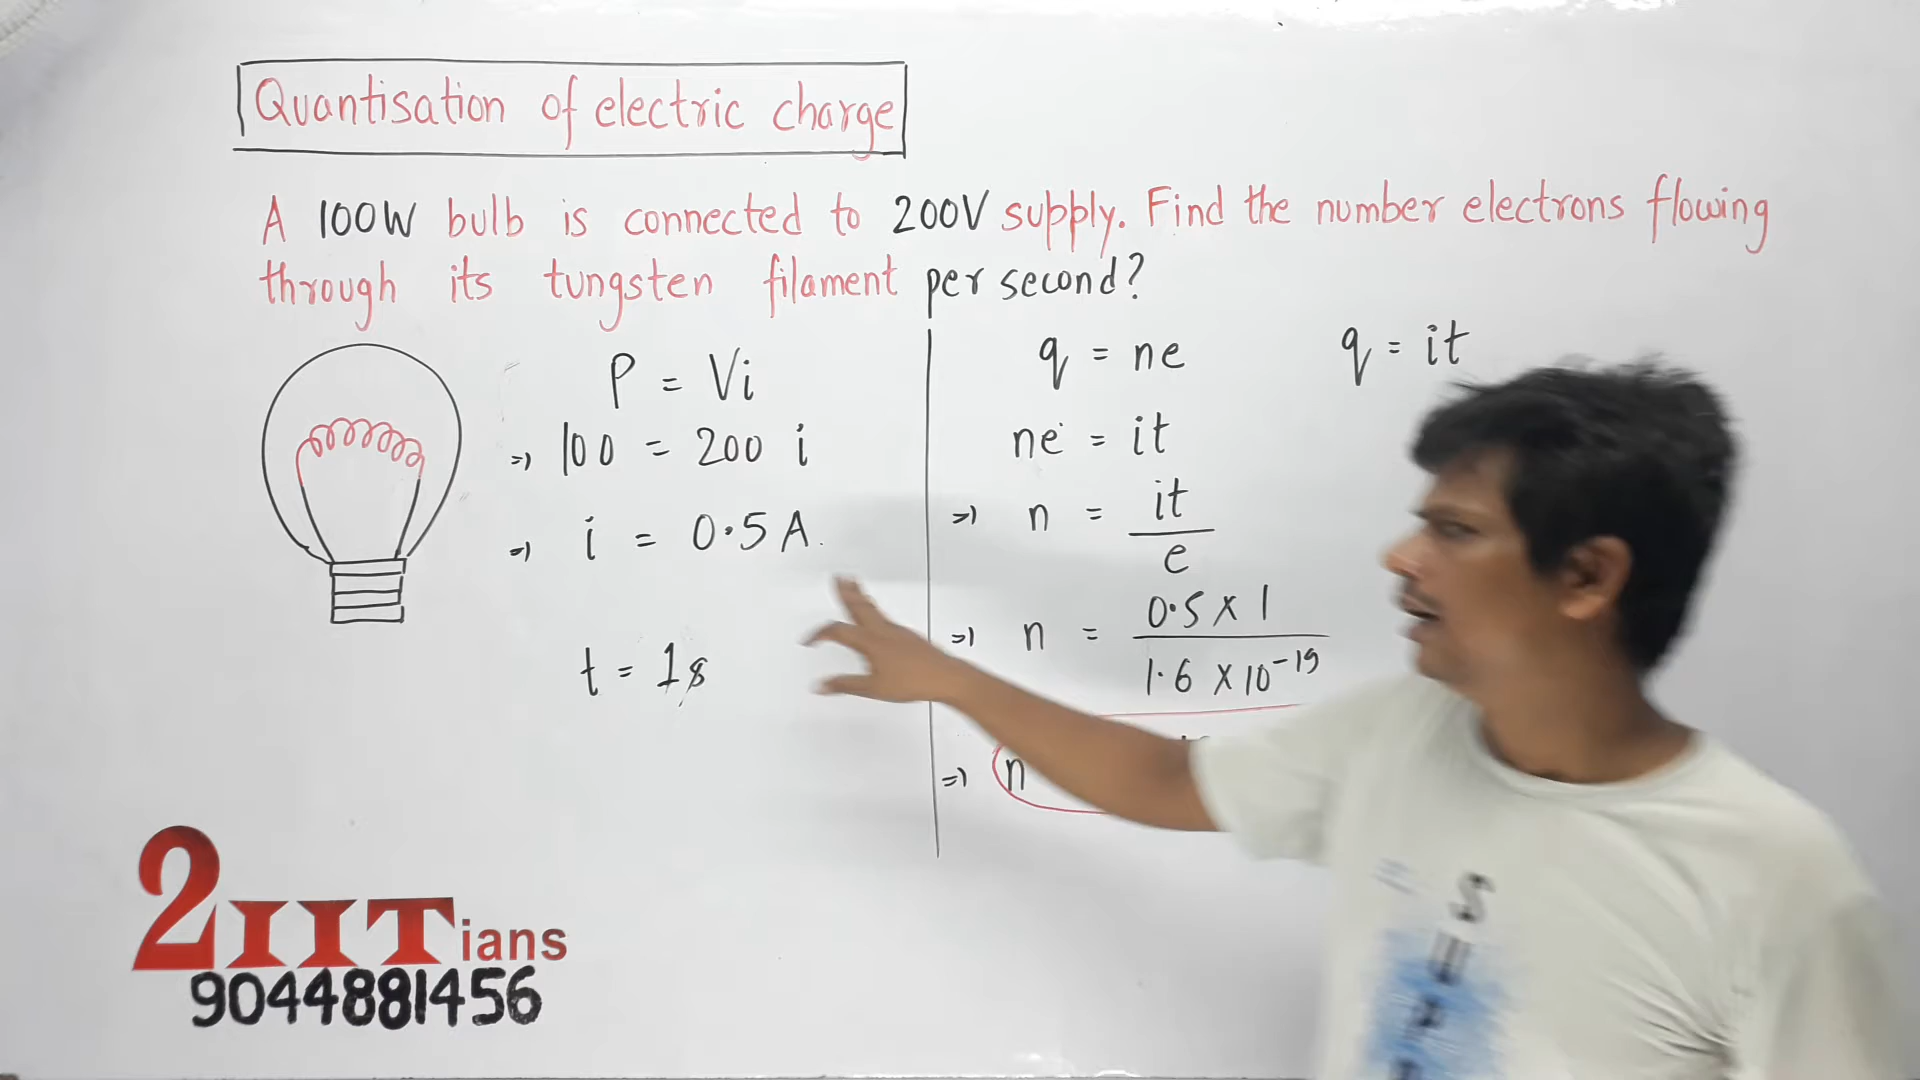 Quantisation of electric charge
A 100W bulb is connected to 200V supply. Find the number electrons flowing
through its tungsten filament per second?
P = Vi
=) 100 = 200 i
=) i = 0.5 A.
t = 1s
q = ne
q = it
ne = it
=) n = it/e
=) n = 0.5 × 1 / 1.6 × 10⁻¹⁹
=) n
2IITians
9044881456